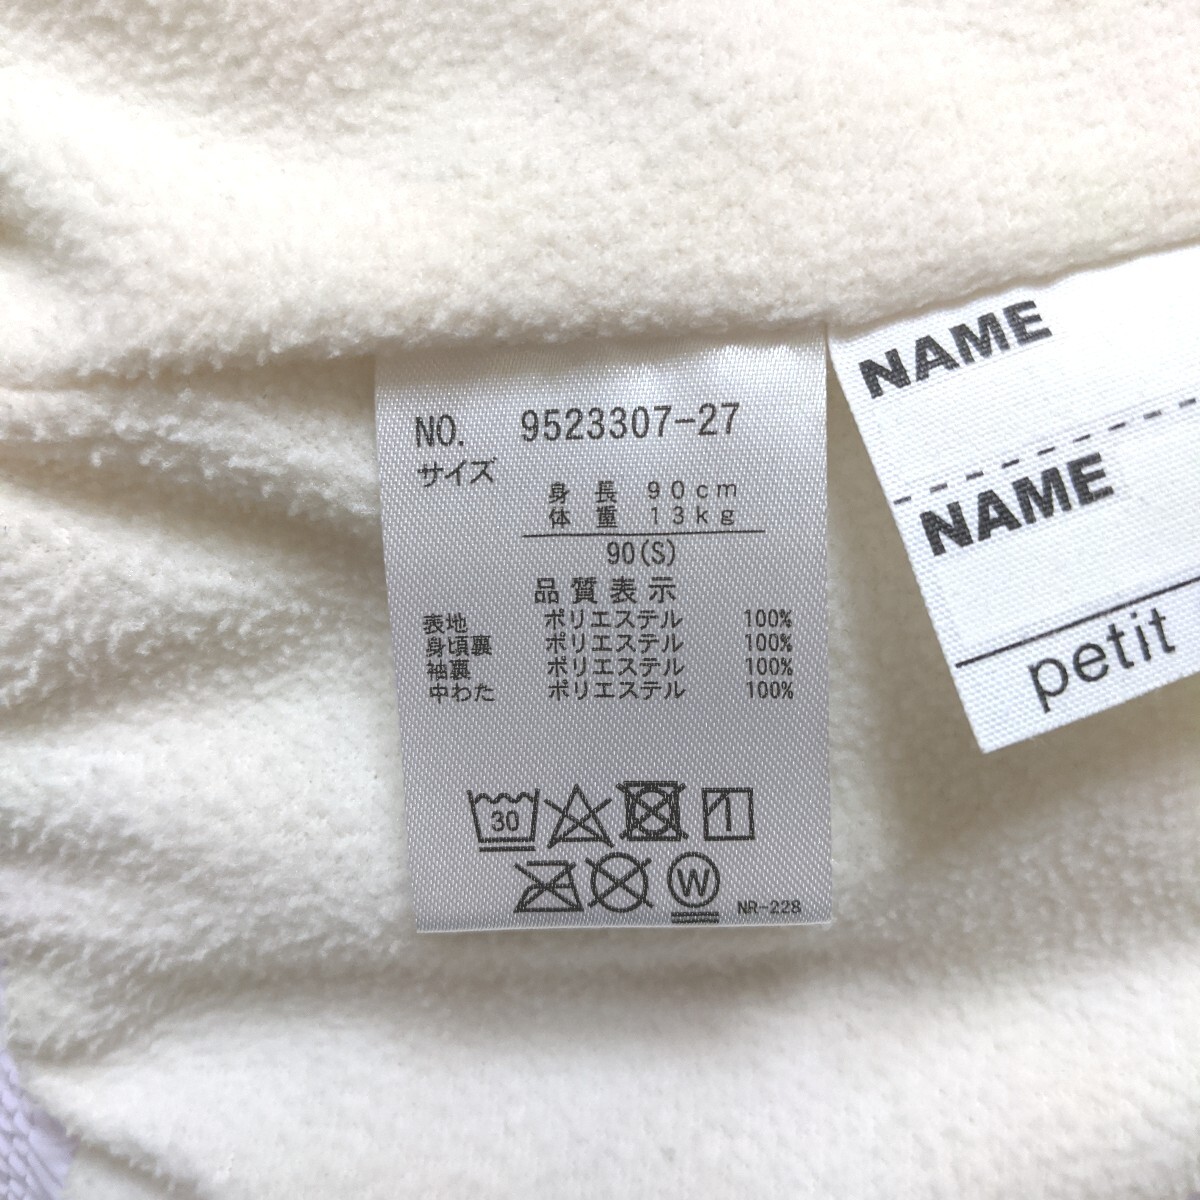 NO. 9523307-27
サイズ
身長 90cm
体重 13kg
90(S)
品質表示
表地 ポリエステル 100%
身頃裏 ポリエステル 100%
袖裏 ポリエステル 100%
中わた ポリエステル 100%
30
W
NR-228
NAME
NAME
petit